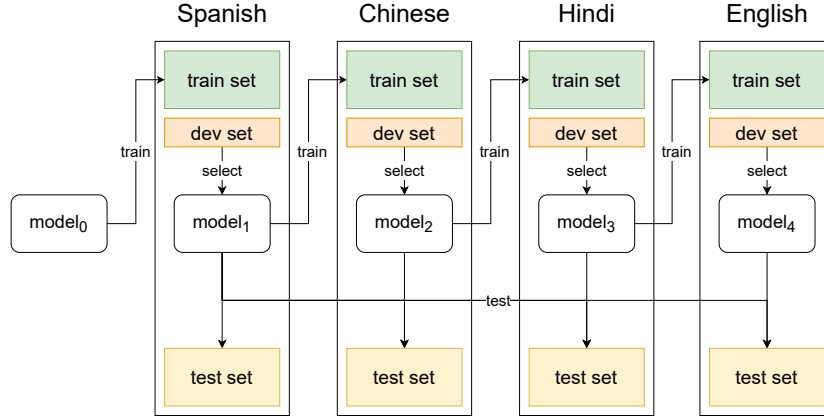 Spanish Chinese Hindi English
train set train set train set train set
dev set dev set dev set dev set
train train train train
select select select select
model₀ model₁ model₂ model₃ model₄
test
test set test set test set test set